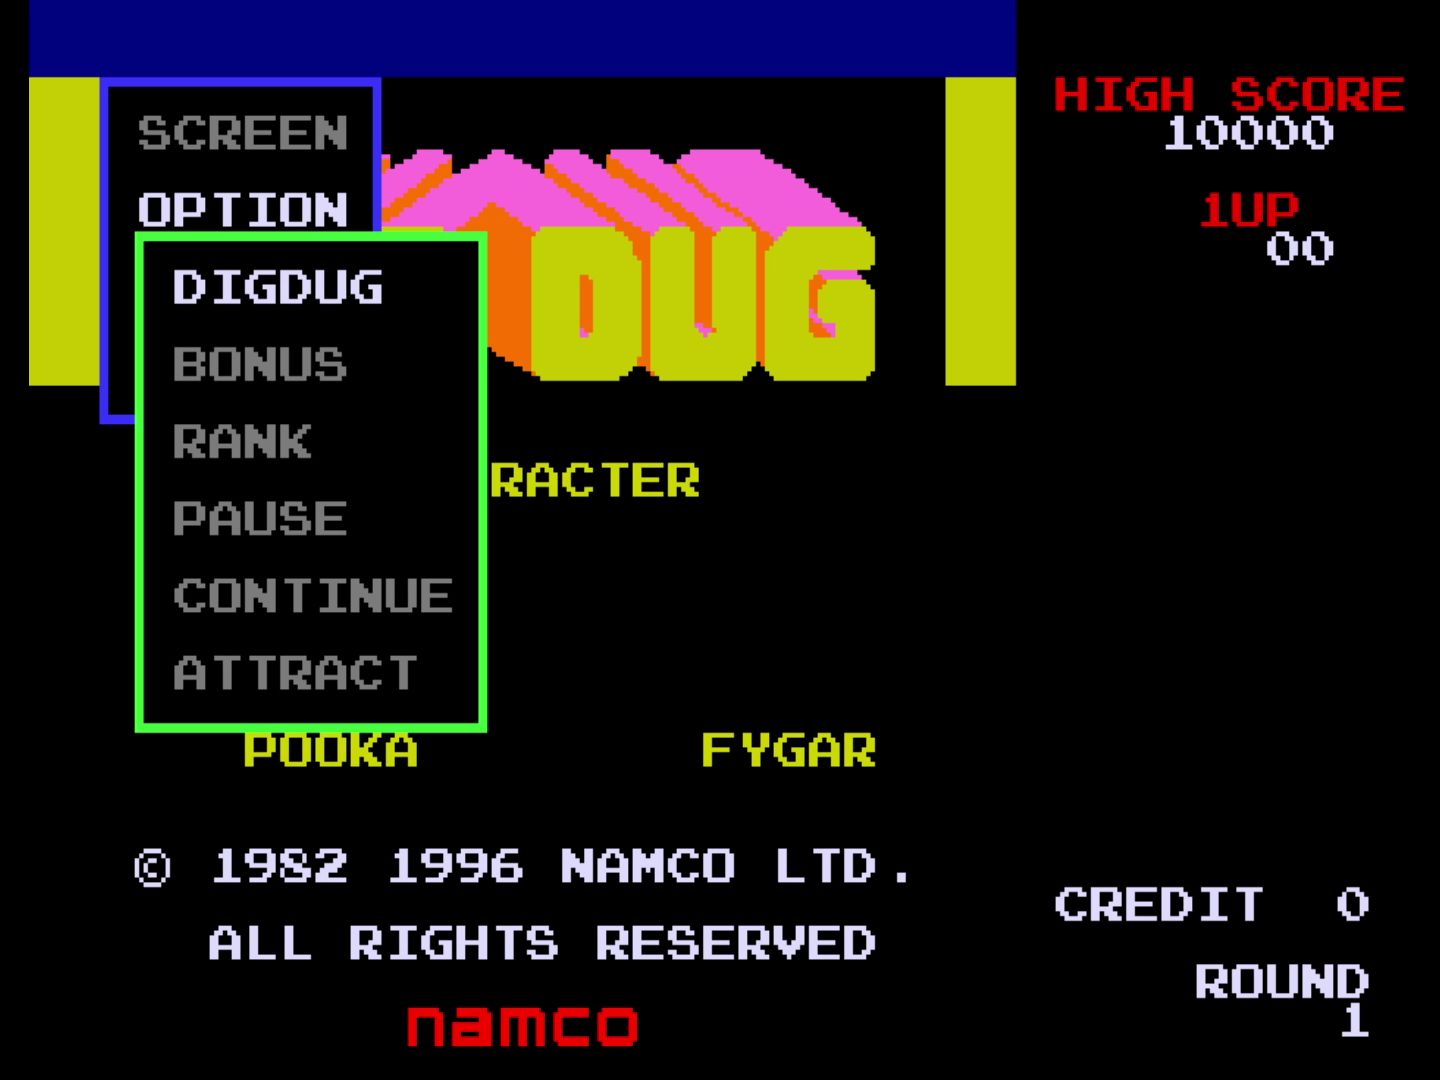 HIGH SCORE
10000
1UP
00
SCREEN
OPTION
DIGDUG
BONUS
RANK
PAUSE
CONTINUE
ATTRACT
DUG
RACTER
POOKA
FYGAR
© 1982 1996 NAMCO LTD.
ALL RIGHTS RESERVED
namco
CREDIT 0
ROUND
1